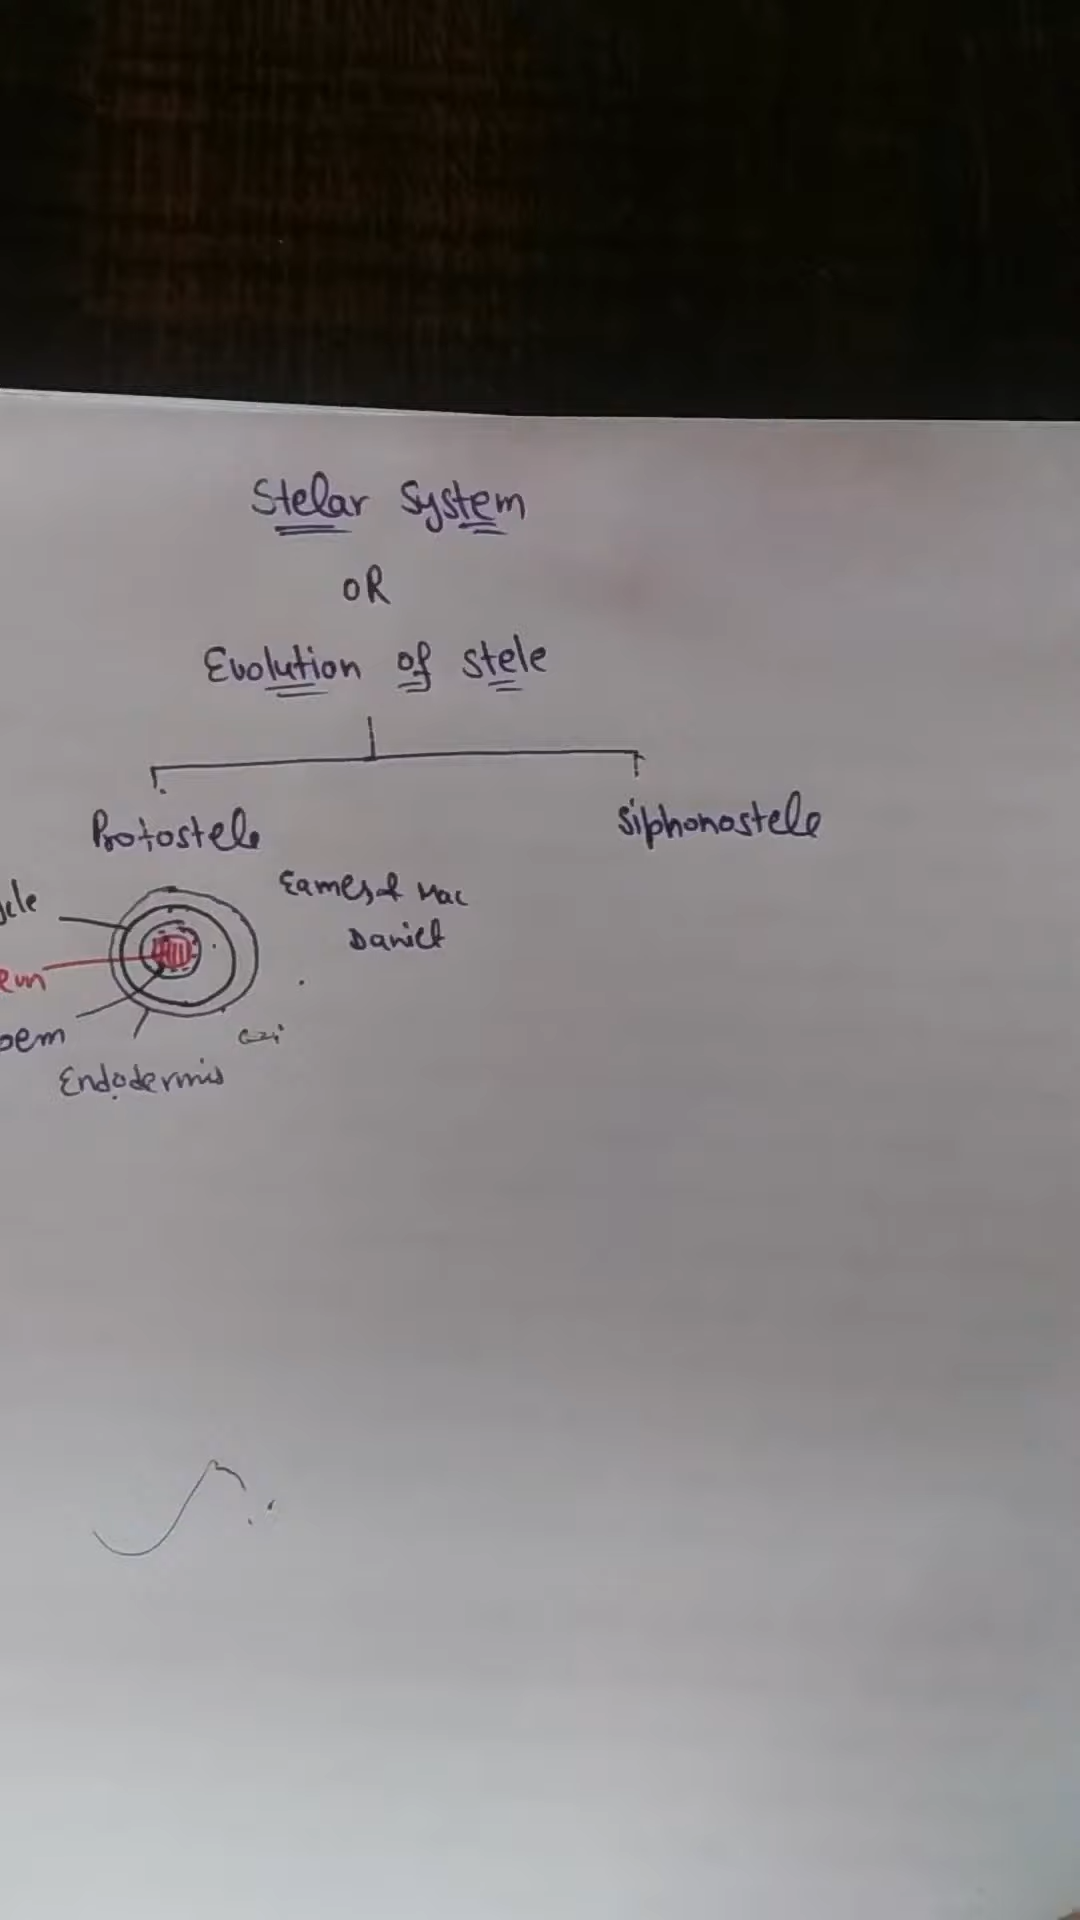 Stelar System
OR
Evolution of stele
Protostele
Siphonostele
Eames & Mac
Daniel
Endodermis